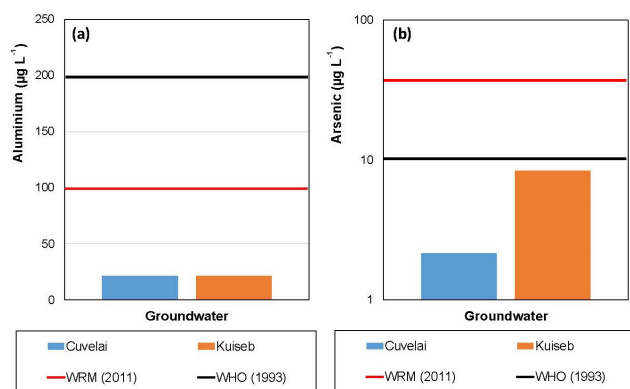 (a)
Aluminium (µg L-1)
250
200
150
100
50
0
Groundwater
Cuvelai
Kuiseb
WRM (2011)
WHO (1993)
(b)
Arsenic (µg L-1)
100
10
1
Groundwater
Cuvelai
Kuiseb
WRM (2011)
WHO (1993)